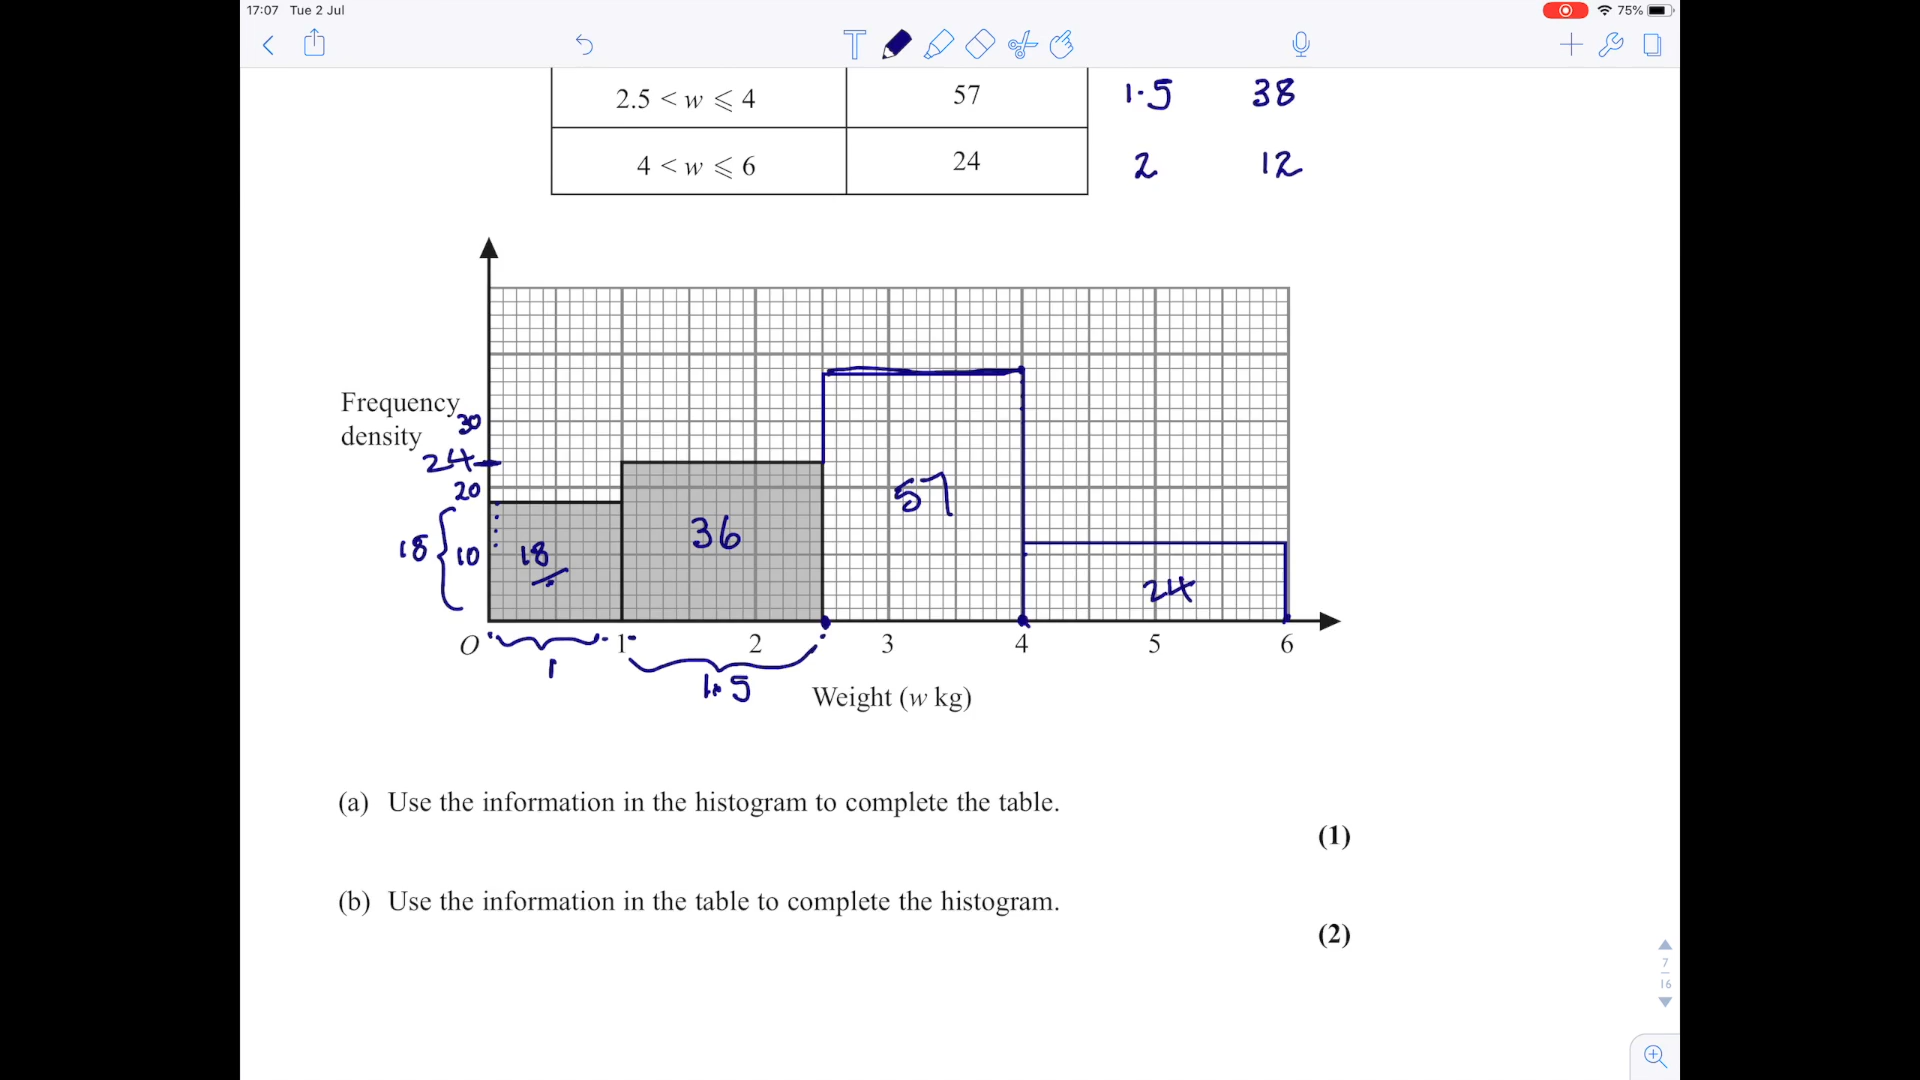 17:07 Tue 2 Jul
75%
T
2.5 < w ⩽ 4 57 1.5 38
4 < w ⩽ 6 24 2 12
Frequency
density
30
24
20
18
10
18
36
57
24
O 1 2 3 4 5 6
1
1.5
Weight (w kg)
(a) Use the information in the histogram to complete the table.
(1)
(b) Use the information in the table to complete the histogram.
(2)
7
16